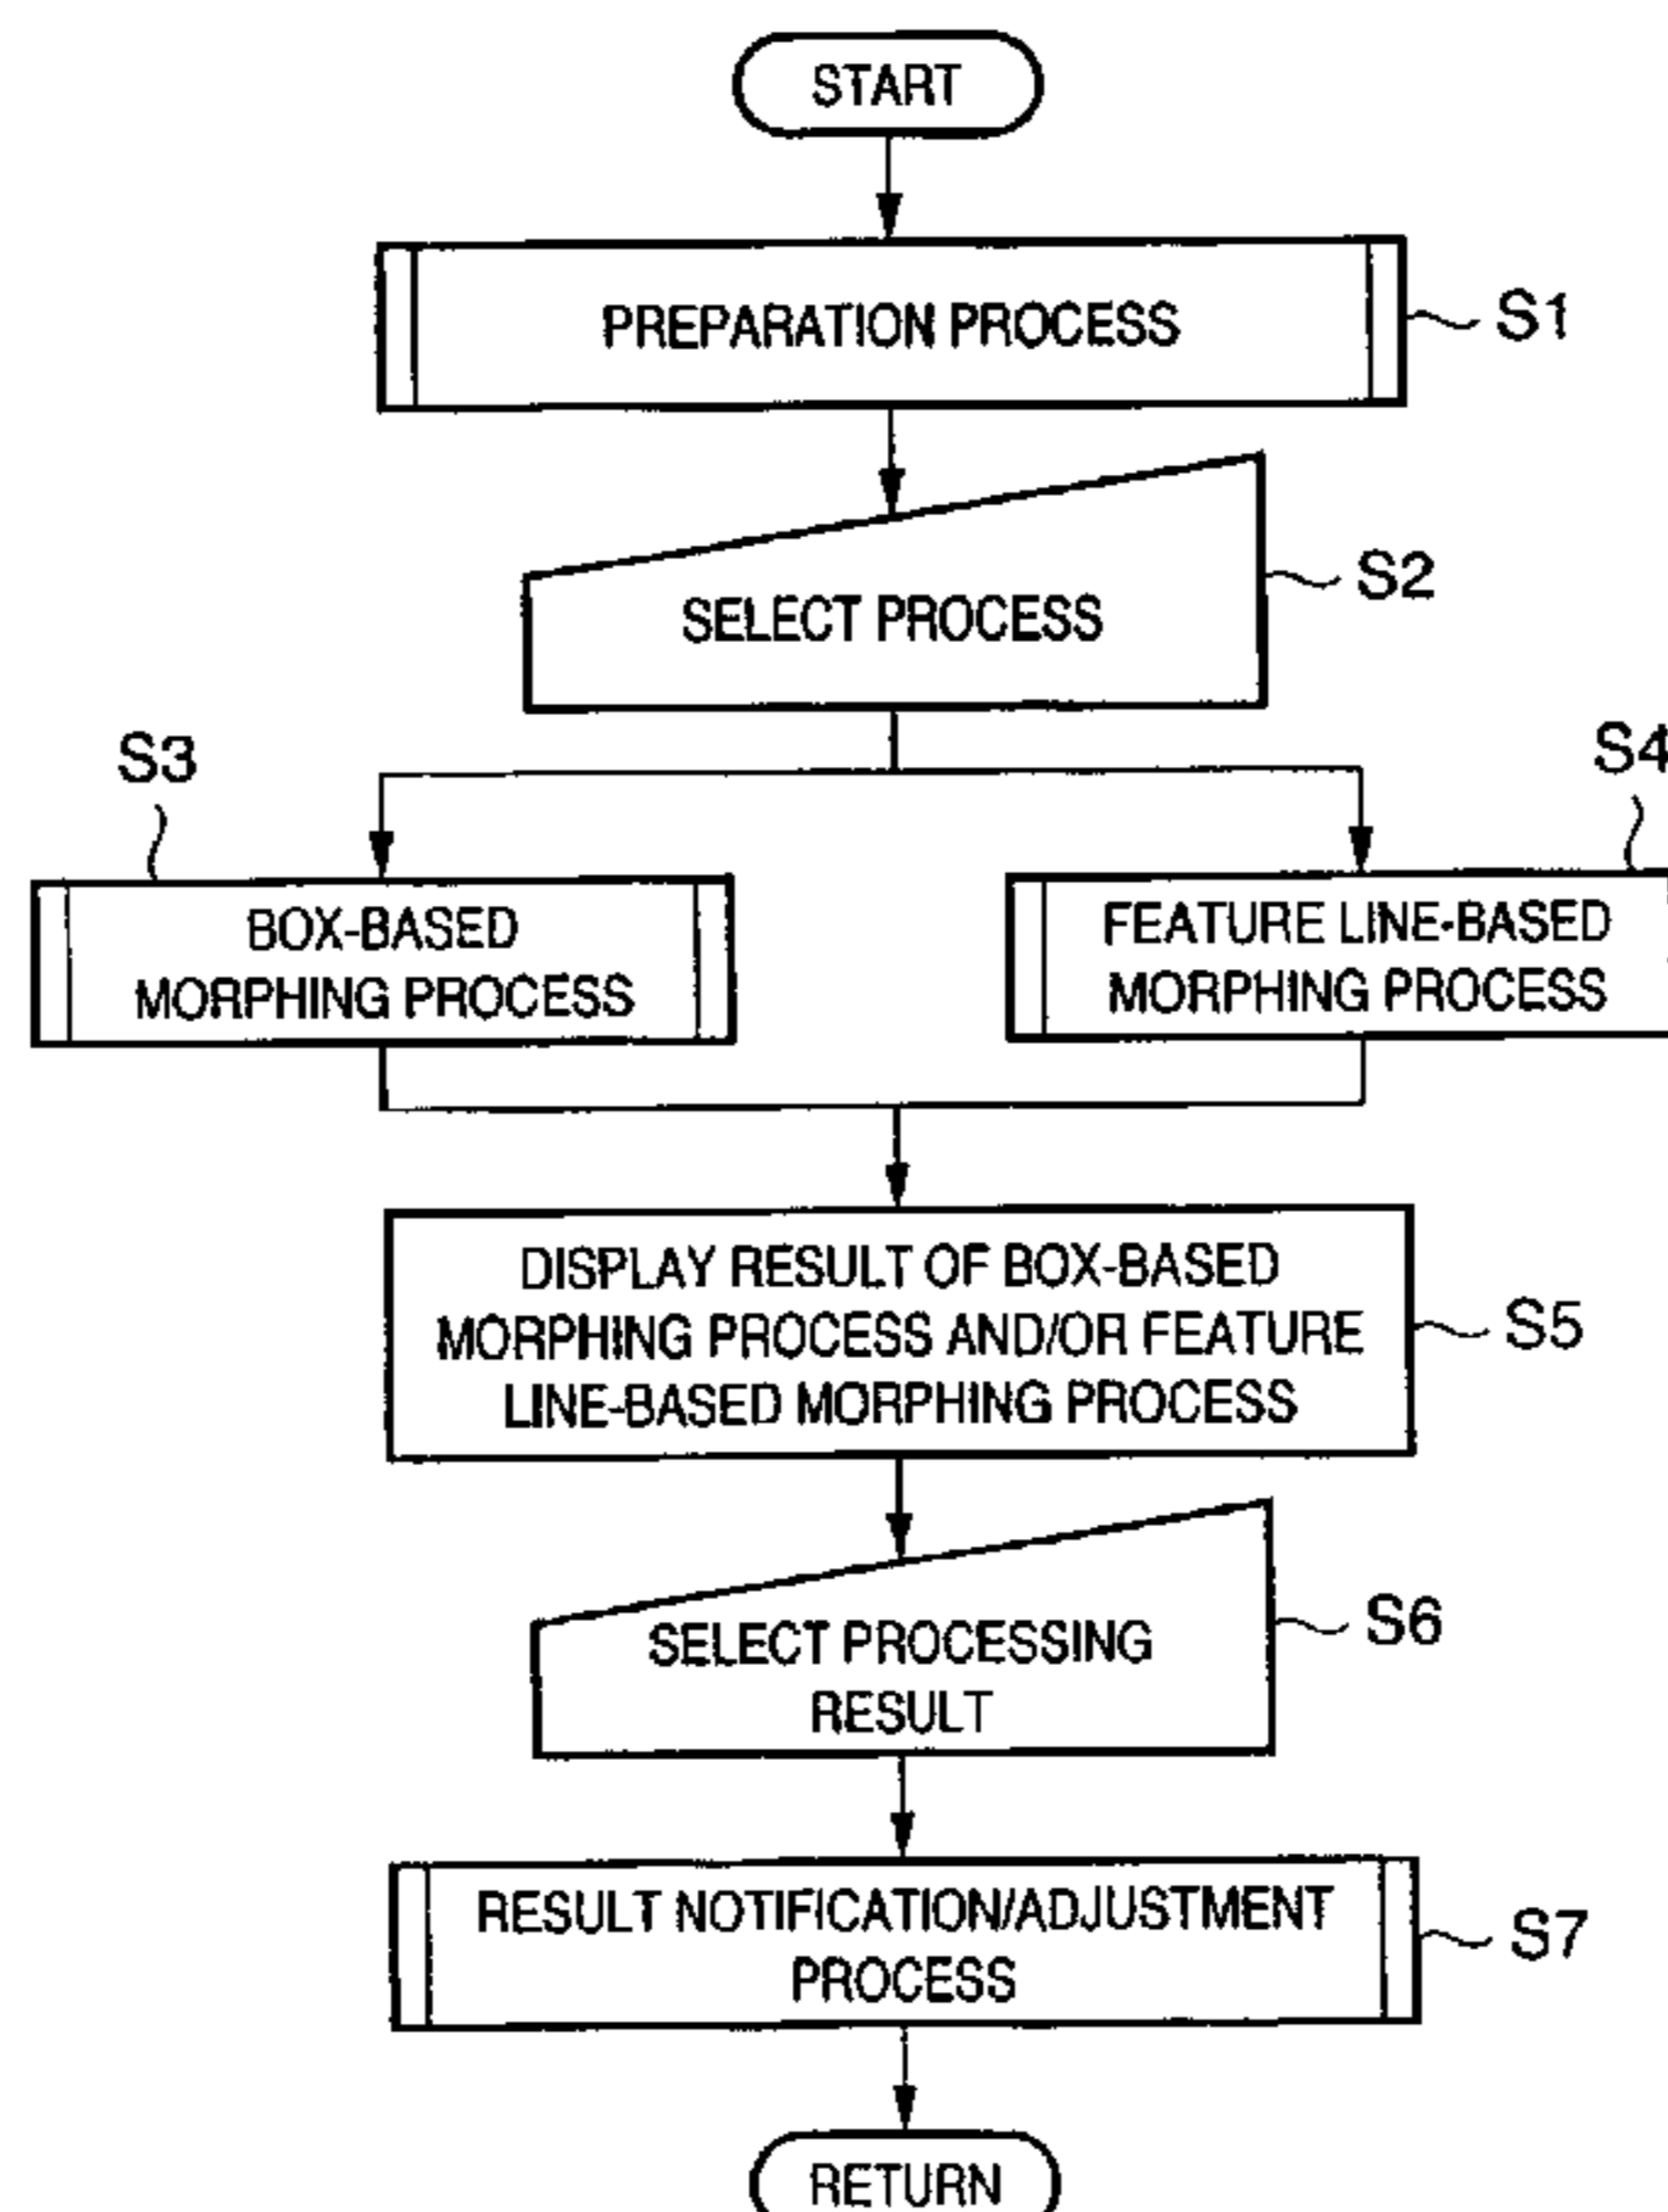 START
PREPARATION PROCESS
S1
SELECT PROCESS
S2
S3
S4
BOX-BASED
MORPHING PROCESS
FEATURE LINE-BASED
MORPHING PROCESS
DISPLAY RESULT OF BOX-BASED
MORPHING PROCESS AND/OR FEATURE
LINE-BASED MORPHING PROCESS
S5
SELECT PROCESSING
RESULT
S6
RESULT NOTIFICATION/ADJUSTMENT
PROCESS
S7
RETURN